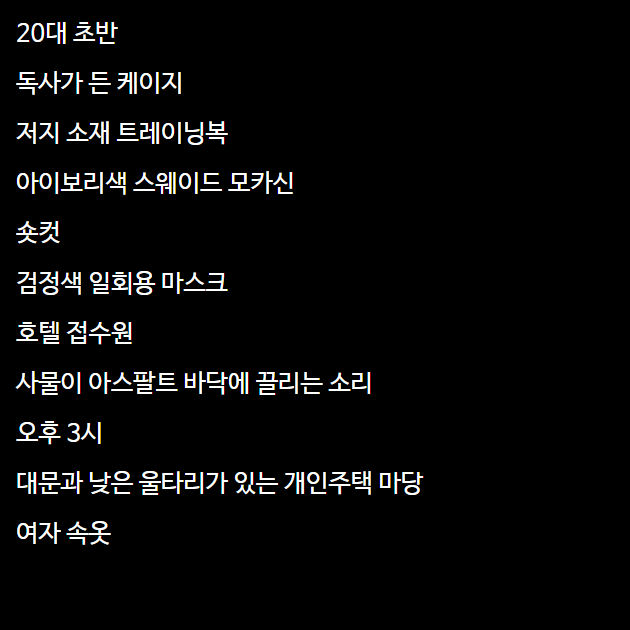 20대 초반
독사가 든 케이지
저지 소재 트레이닝복
아이보리색 스웨이드 모카신
숏컷
검정색 일회용 마스크
호텔 접수원
사물이 아스팔트 바닥에 끌리는 소리
오후 3시
대문과 낮은 울타리가 있는 개인주택 마당
여자 속옷